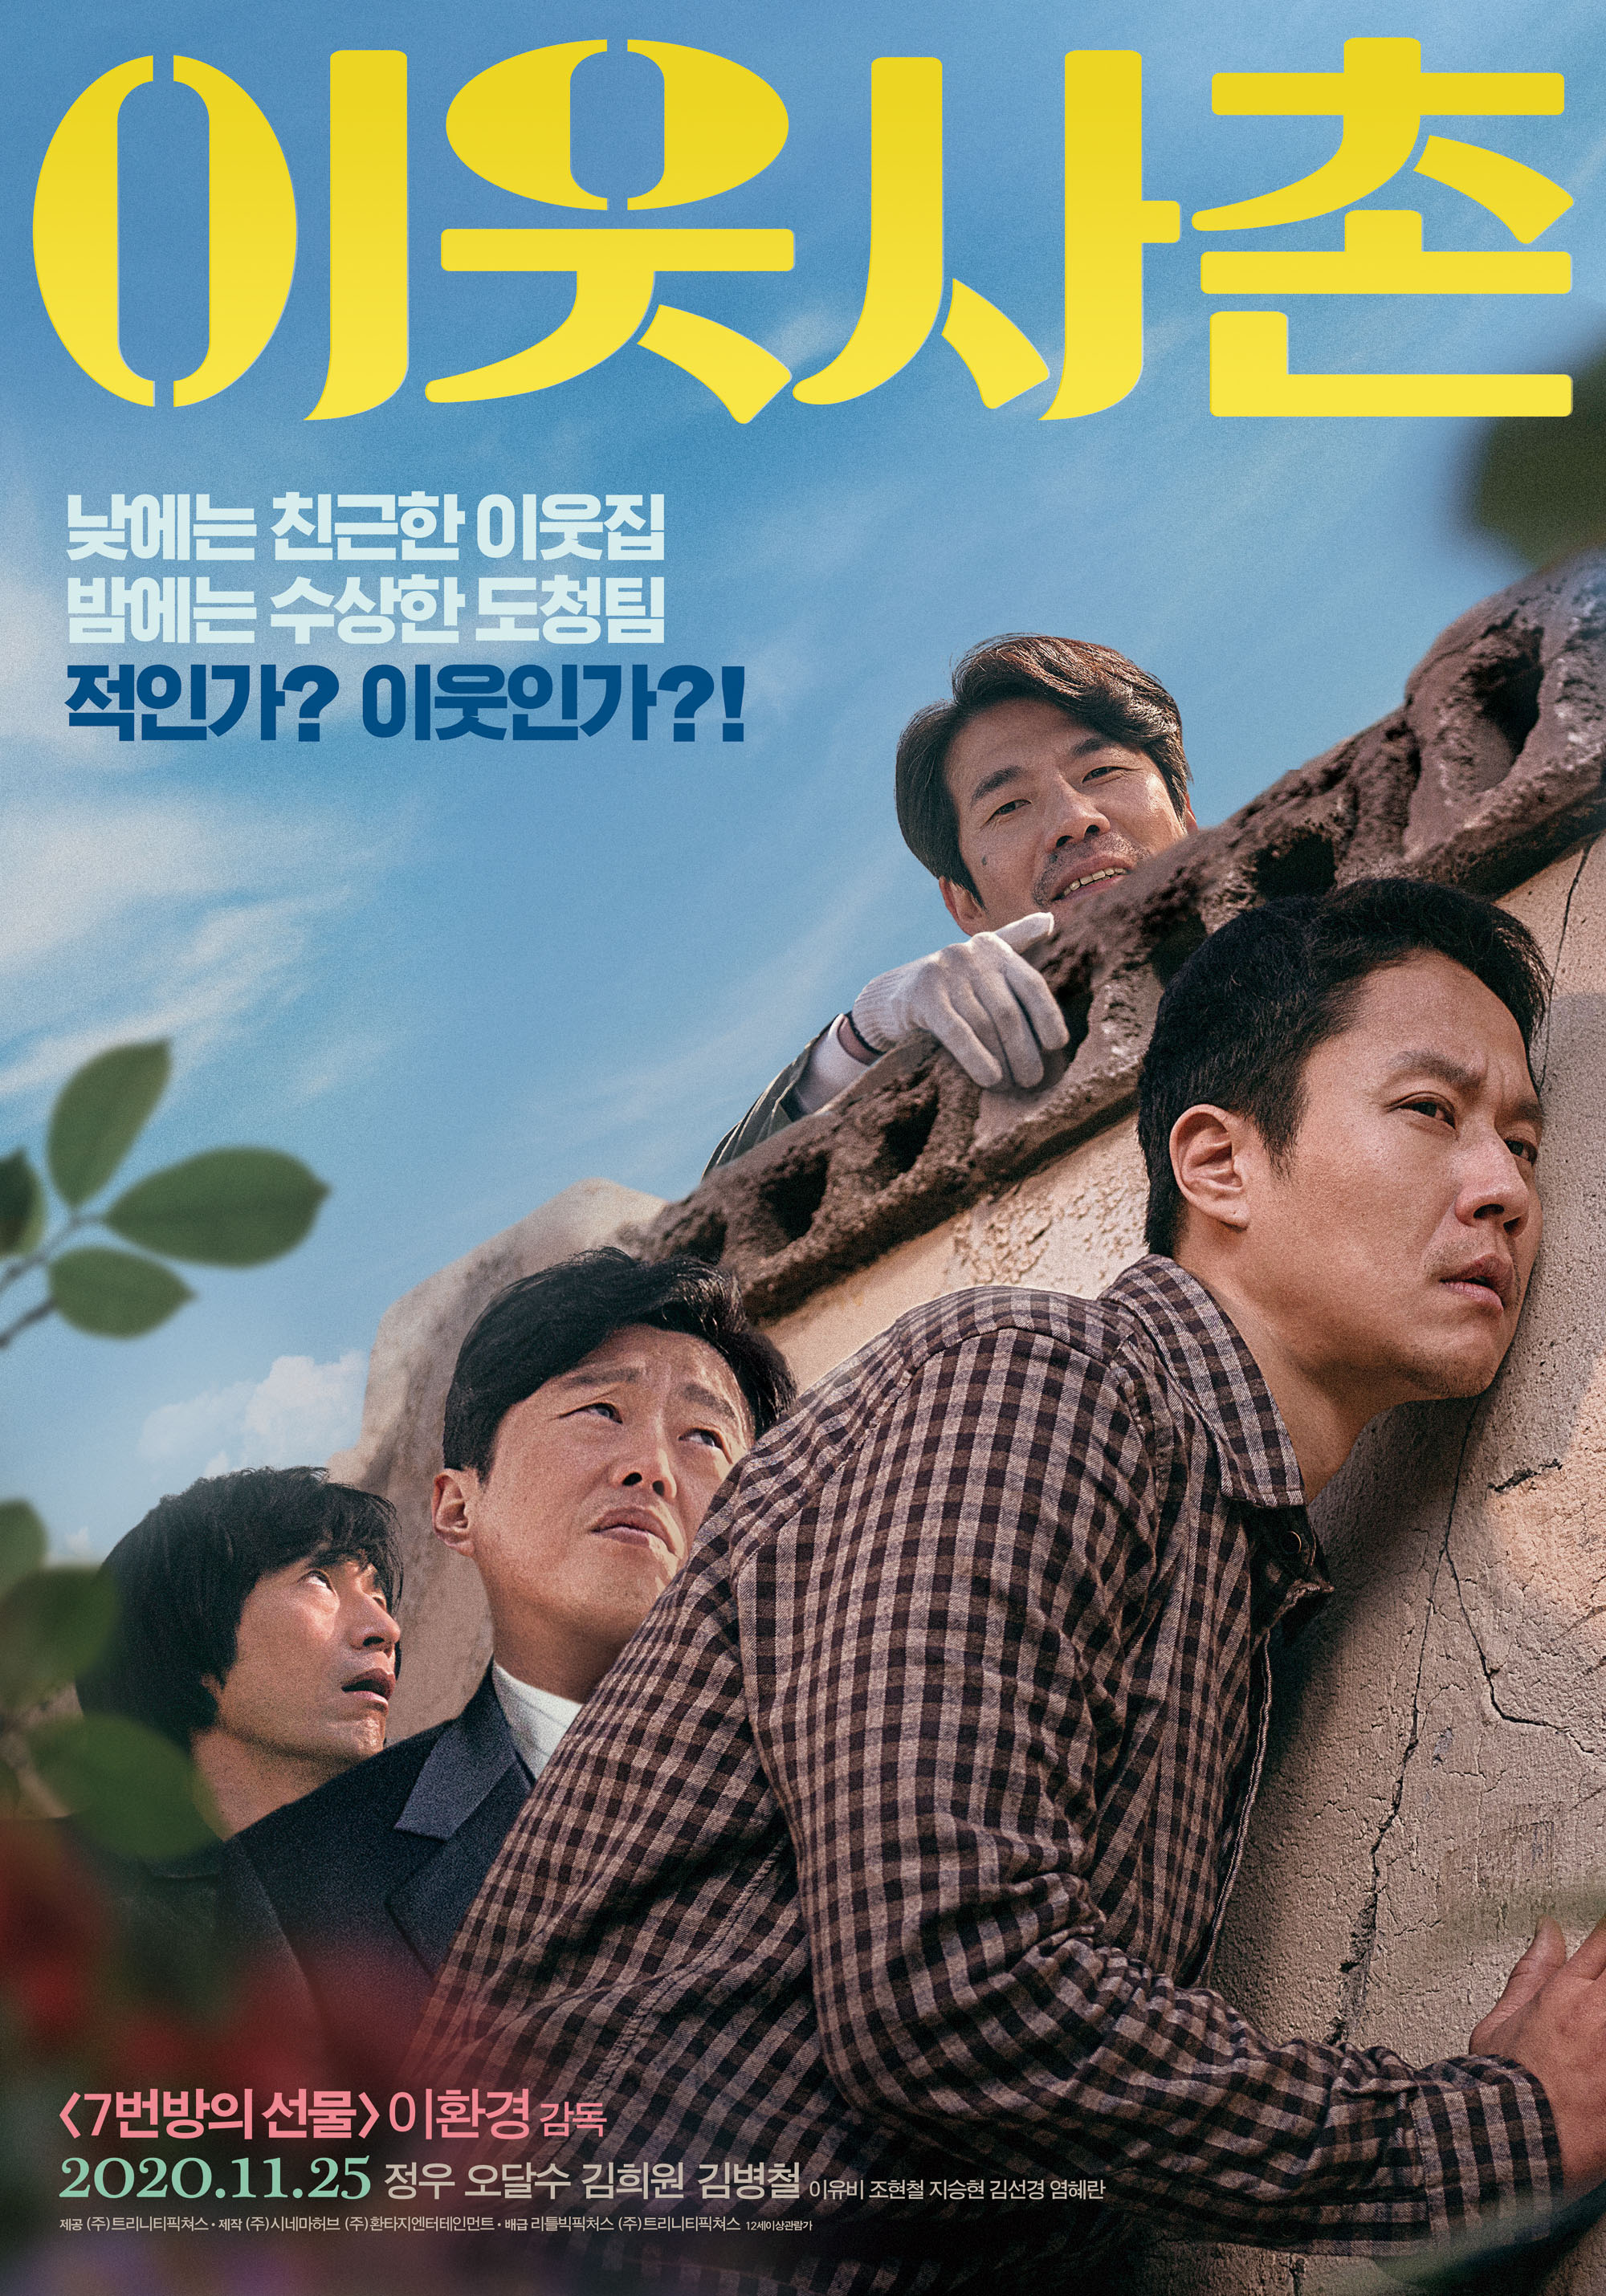 이웃사촌
낮에는 친근한 이웃집
밤에는 수상한 도청팀
적인가? 이웃인가?!
<7번방의 선물> 이환경 감독
2020.11.25 정우 오달수 김희원 김병철 이유비 조현철 지승현 김선경 염혜란
제공 (주)트리니티픽쳐스· 제작 (주)시네마허브 (주)환타지엔터테인먼트· 배급 리틀빅픽처스 (주)트리니티픽쳐스 12세이상관람가